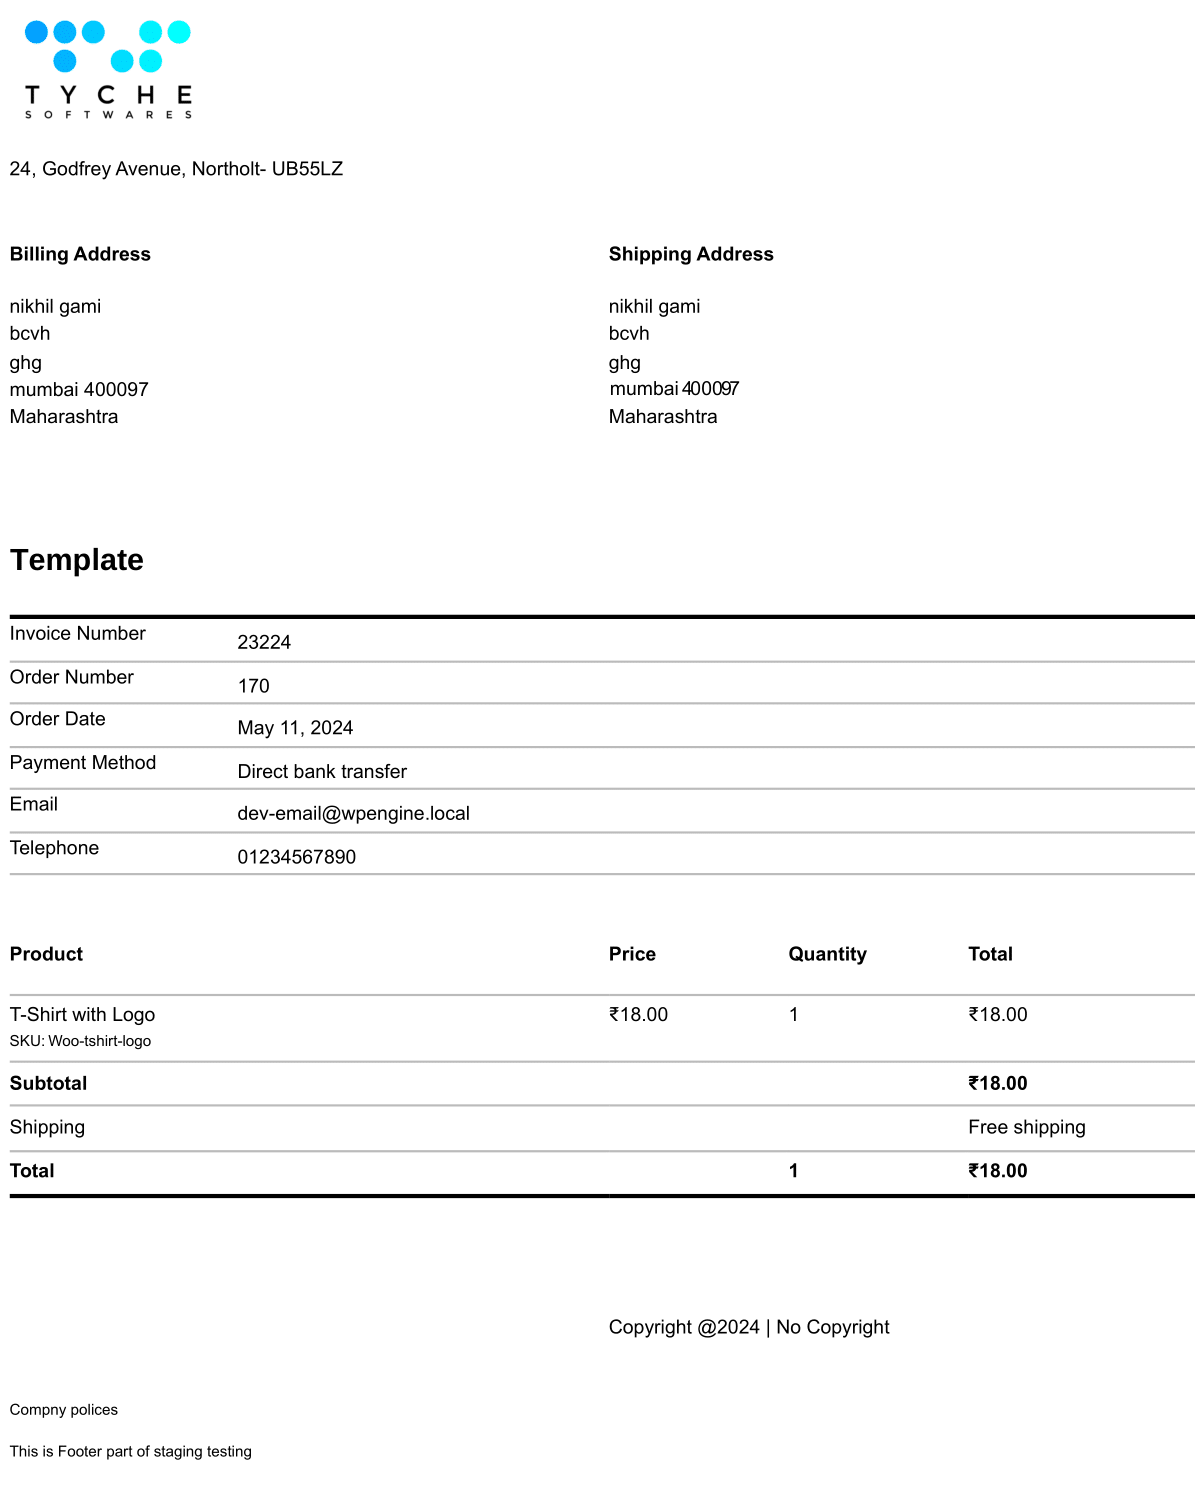 TYCHE
SOFTWARES
24, Godfrey Avenue, Northolt- UB55LZ
Billing Address
nikhil gami
bcvh
ghg
mumbai 400097
Maharashtra
Shipping Address
nikhil gami
bcvh
ghg
mumbai 400097
Maharashtra
Template
Invoice Number 23224
Order Number 170
Order Date May 11, 2024
Payment Method Direct bank transfer
Email dev-email@wpengine.local
Telephone 01234567890
Product Price Quantity Total
T-Shirt with Logo ₹18.00 1 ₹18.00
SKU: Woo-tshirt-logo
Subtotal ₹18.00
Shipping Free shipping
Total 1 ₹18.00
Copyright @2024 | No Copyright
Compny polices
This is Footer part of staging testing